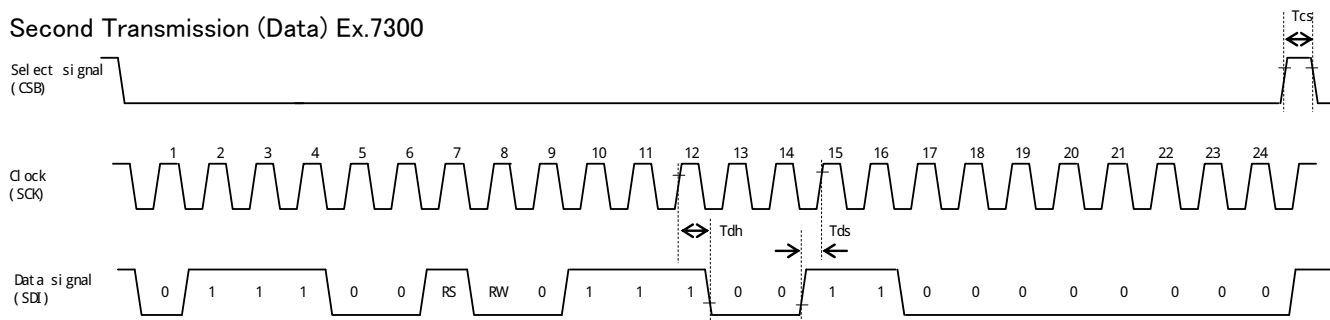 Second Transmission (Data) Ex.7300
Tcs
Select signal
(CSB)
1 2 3 4 5 6 7 8 9 10 11 12 13 14 15 16 17 18 19 20 21 22 23 24
Clock
(SCK)
Tdh Tds
Data signal
(SDI)
0 1 1 1 0 0 RS RW 0 1 1 1 0 0 1 1 0 0 0 0 0 0 0 0